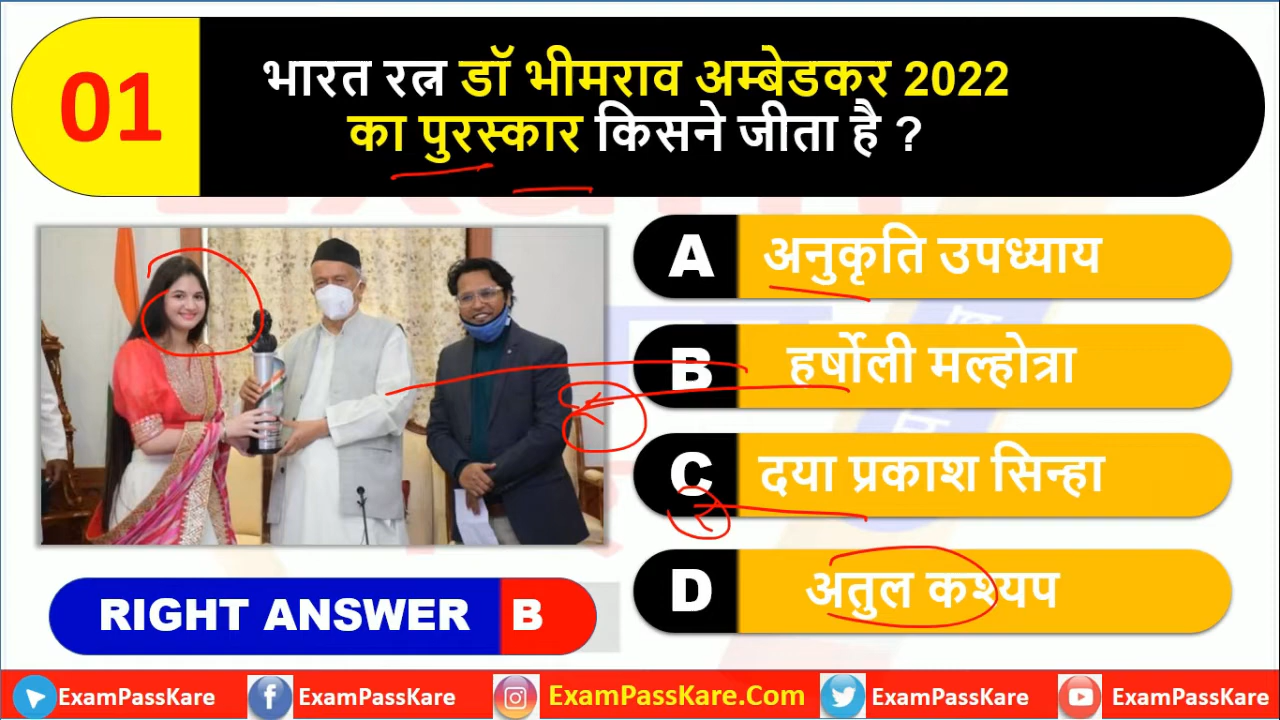 01
भारत रत्न डॉ भीमराव अम्बेडकर 2022
का पुरस्कार किसने जीता है ?
A अनुकृति उपध्याय
B हर्षोली मल्होत्रा
C दया प्रकाश सिन्हा
D अतुल कश्यप
RIGHT ANSWER B
ExamPassKare ExamPassKare ExamPassKare.Com ExamPassKare ExamPassKare